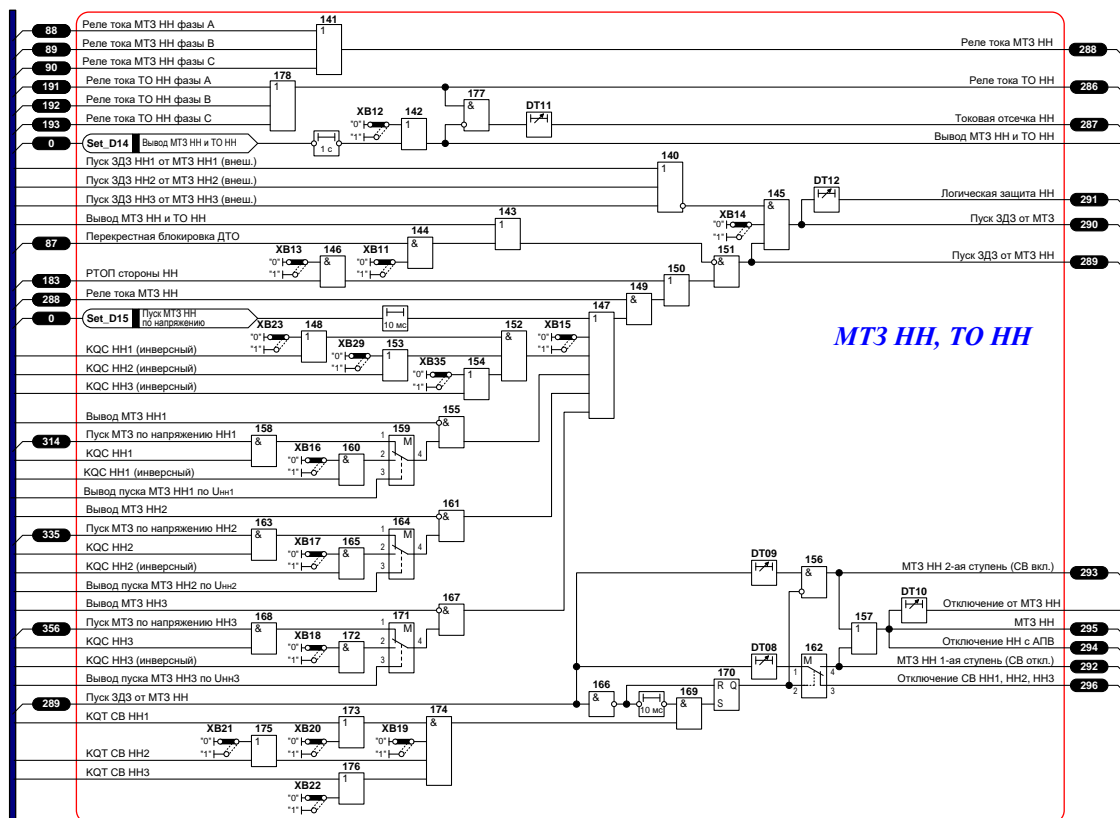 141
88 Реле тока МТЗ НН фазы А 1
89 Реле тока МТЗ НН фазы В Реле тока МТЗ НН 288
90 Реле тока МТЗ НН фазы С
178
191 Реле тока ТО НН фазы А 1 Реле тока ТО НН 286
177 DT11
192 Реле тока ТО НН фазы В XB12 142 &
193 Реле тока ТО НН фазы С "0" 1 Токовая отсечка НН 287
"1"
0 Set_D14 Вывод МТЗ НН и ТО НН 1 с Вывод МТЗ НН и ТО НН
140
Пуск ЗДЗ НН1 от МТЗ НН1 (внеш.) 1
DT12
Пуск ЗДЗ НН2 от МТЗ НН2 (внеш.) 145
Пуск ЗДЗ НН3 от МТЗ НН3 (внеш.) & Логическая защита НН 291
143 XB14
Вывод МТЗ НН и ТО НН 1 "0" Пуск ЗДЗ от МТЗ 290
144 "1"
87 Перекрестная блокировка ДТО &
XB13 146 XB11 151
"0" & "0" & Пуск ЗДЗ от МТЗ НН 289
"1" "1"
150
183 РТОП стороны НН 1
149
288 Реле тока МТЗ НН &
147
0 Set_D15 Пуск МТЗ НН по напряжению 10 мс 1
XB23 148 152 XB15
"0" 1 & "0"
"1" XB29 153 "1"
МТЗ НН, ТО НН
KQC НН1 (инверсный) "0" 1
"1" XB35 154
KQC НН2 (инверсный) "0" 1
"1"
KQC НН3 (инверсный)
155
Вывод МТЗ НН1 &
158 159
314 Пуск МТЗ по напряжению НН1 & 1 M
XB16 160
KQC НН1 "0" & 2 4
"1"
KQC НН1 (инверсный) 3
Вывод пуска МТЗ НН1 по Uнн1
161
Вывод МТЗ НН2 &
163 164
335 Пуск МТЗ по напряжению НН2 & 1 M
XB17 165
KQC НН2 "0" & 2 4
"1"
KQC НН2 (инверсный) 3
DT09 156
& МТЗ НН 2-ая ступень (СВ вкл.) 293
Вывод пуска МТЗ НН2 по Uнн2
167 DT10
Вывод МТЗ НН3 & Отключение от МТЗ НН
168 171 157
356 Пуск МТЗ по напряжению НН3 & 1 M 1 МТЗ НН 295
XB18 172
KQC НН3 "0" & 2 4 Отключение НН с АПВ 294
"1" DT08 162
KQC НН3 (инверсный) 3 1 M 4 МТЗ НН 1-ая ступень (СВ откл.) 292
170
Вывод пуска МТЗ НН3 по Uнн3 R Q 2 3 Отключение СВ НН1, НН2, НН3 296
166 169
289 Пуск ЗДЗ от МТЗ НН & 10 мс & S
173 174
KQT СВ НН1 1 &
XB21 175 XB20 XB19
"0" 1 "0" "0"
"1" "1" "1"
KQT СВ НН2
176
KQT СВ НН3 1
XB22
"0"
"1"